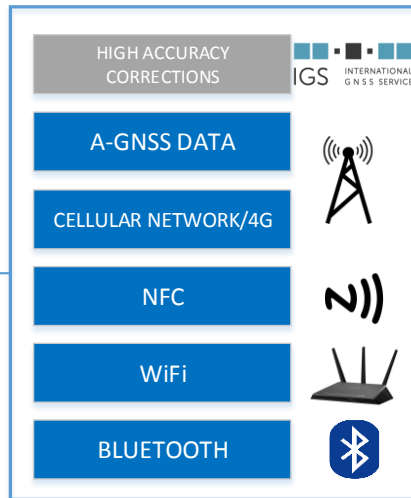 HIGH ACCURACY
CORRECTIONS
IGS
INTERNATIONAL
GNSS SERVICE
A-GNSS DATA
CELLULAR NETWORK/4G
NFC
WiFi
BLUETOOTH